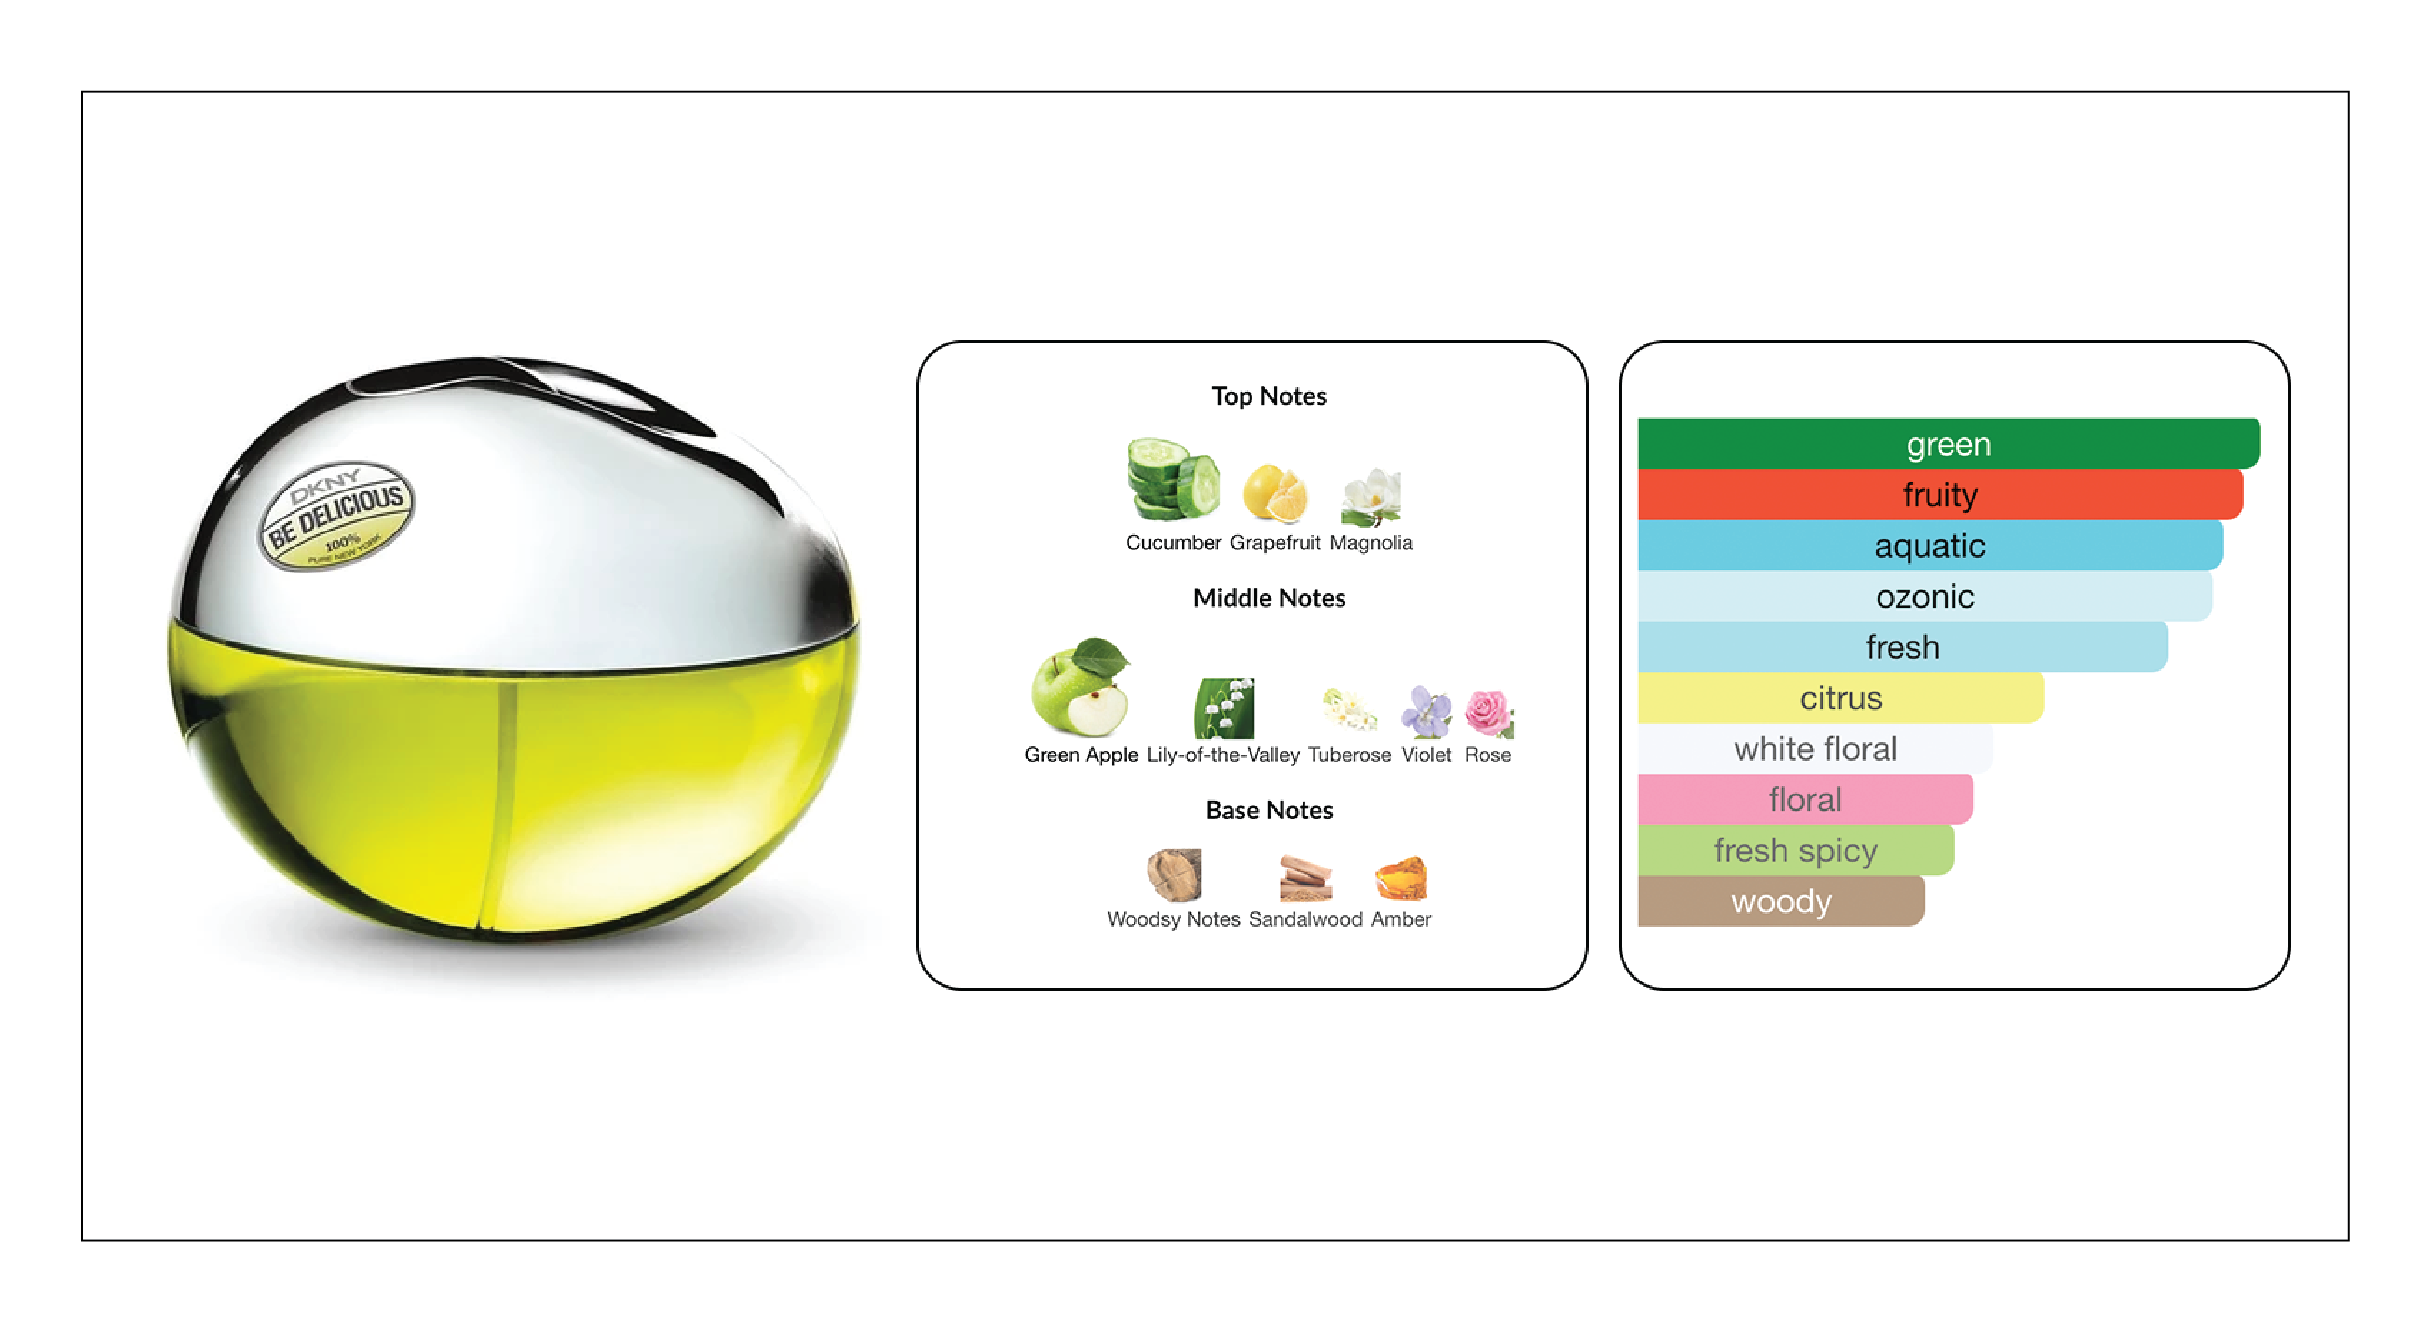 DKNY
BE DELICIOUS
100%
PURE NEW YORK
Top Notes
Cucumber Grapefruit Magnolia
Middle Notes
Green Apple Lily-of-the-Valley Tuberose Violet Rose
Base Notes
Woodsy Notes Sandalwood Amber
green
fruity
aquatic
ozonic
fresh
citrus
white floral
floral
fresh spicy
woody